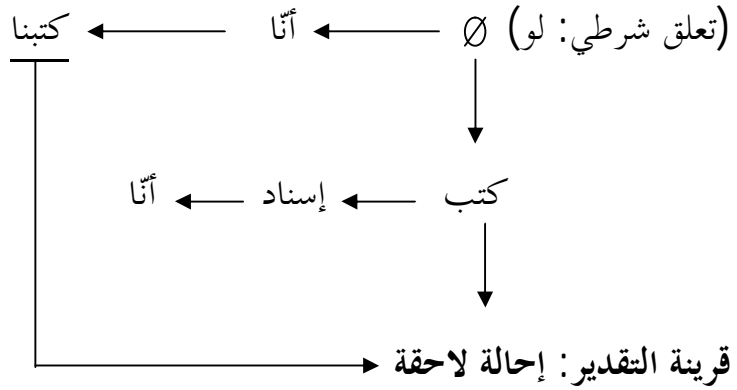 (تعلق شرطي: لو) ∅ أنّا كتبنا
كتب إسناد أنّا
قرينة التقدير: إحالة لاحقة